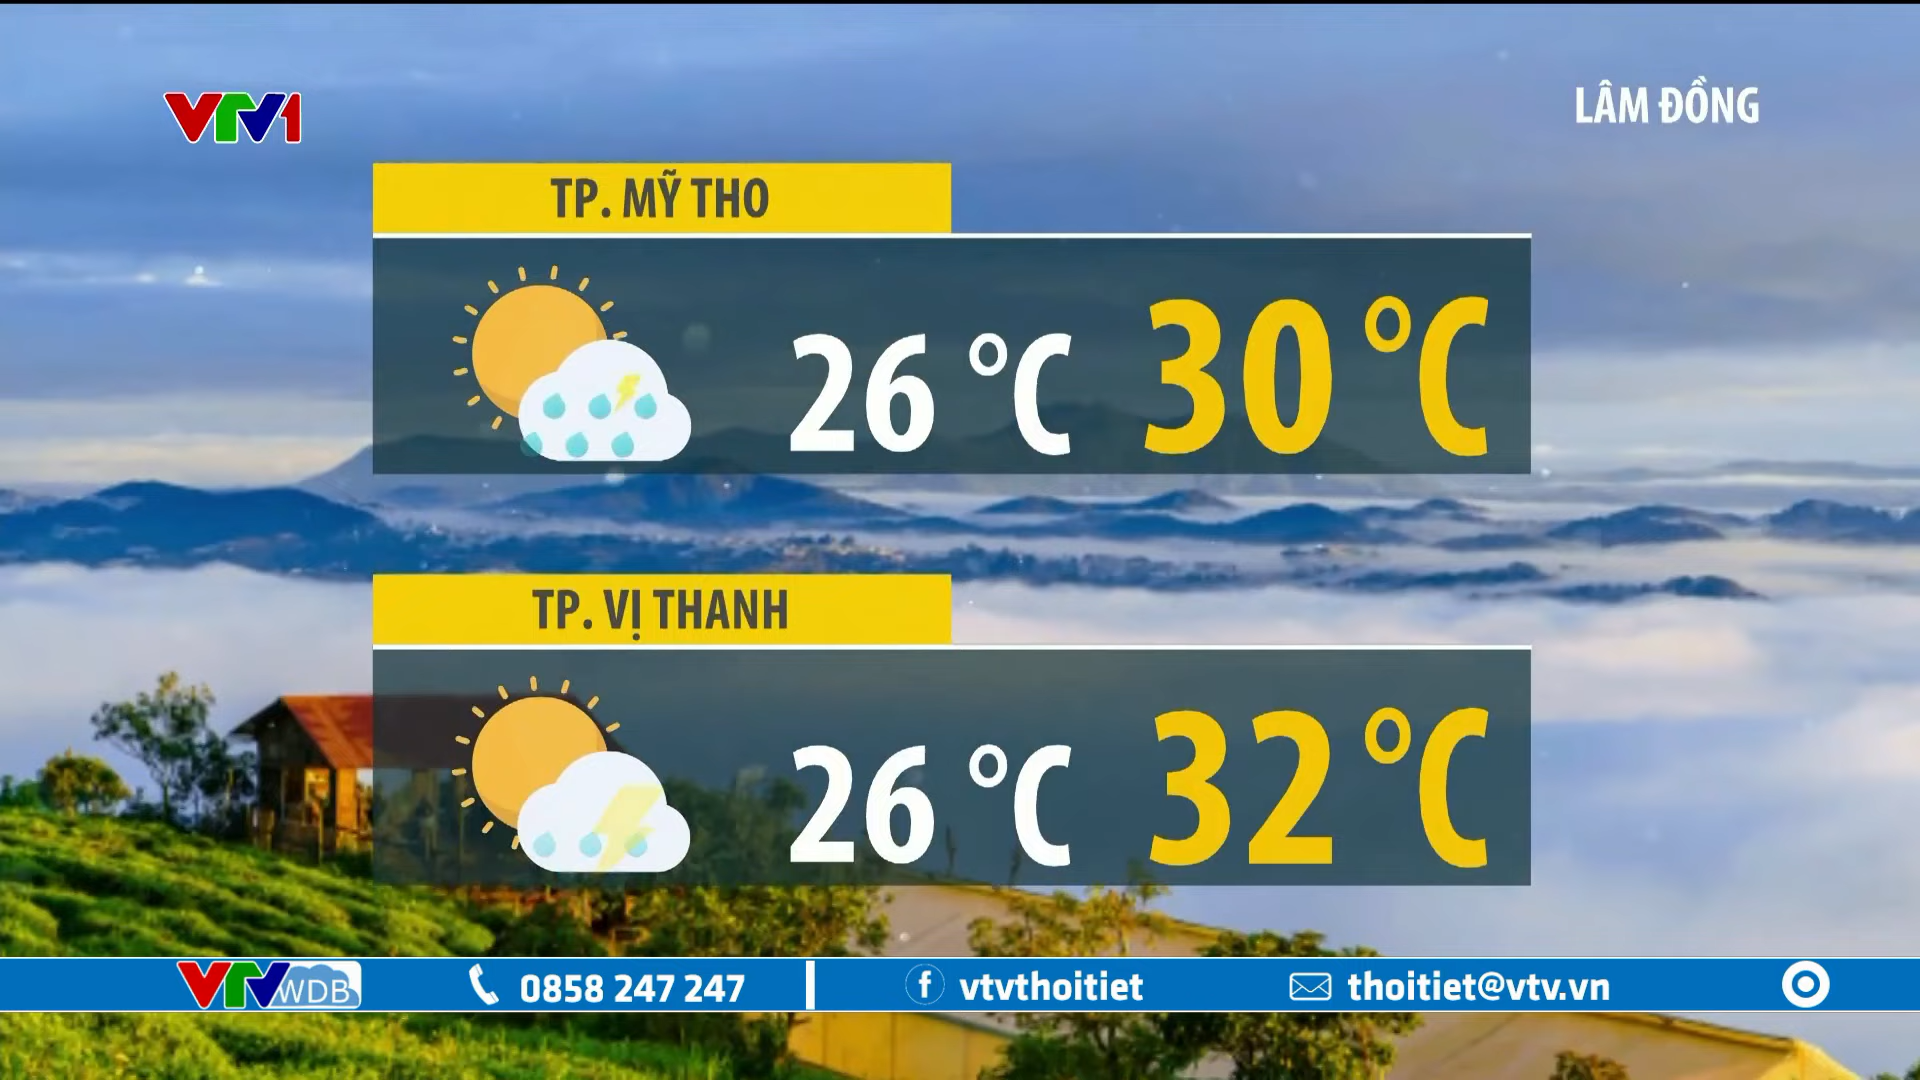 VTV1
LÂM ĐỒNG
TP. MỸ THO
26 °C 30 °C
TP. VỊ THANH
26 °C 32 °C
VTV WDB 0858 247 247 vtvthoitiet thoitiet@vtv.vn